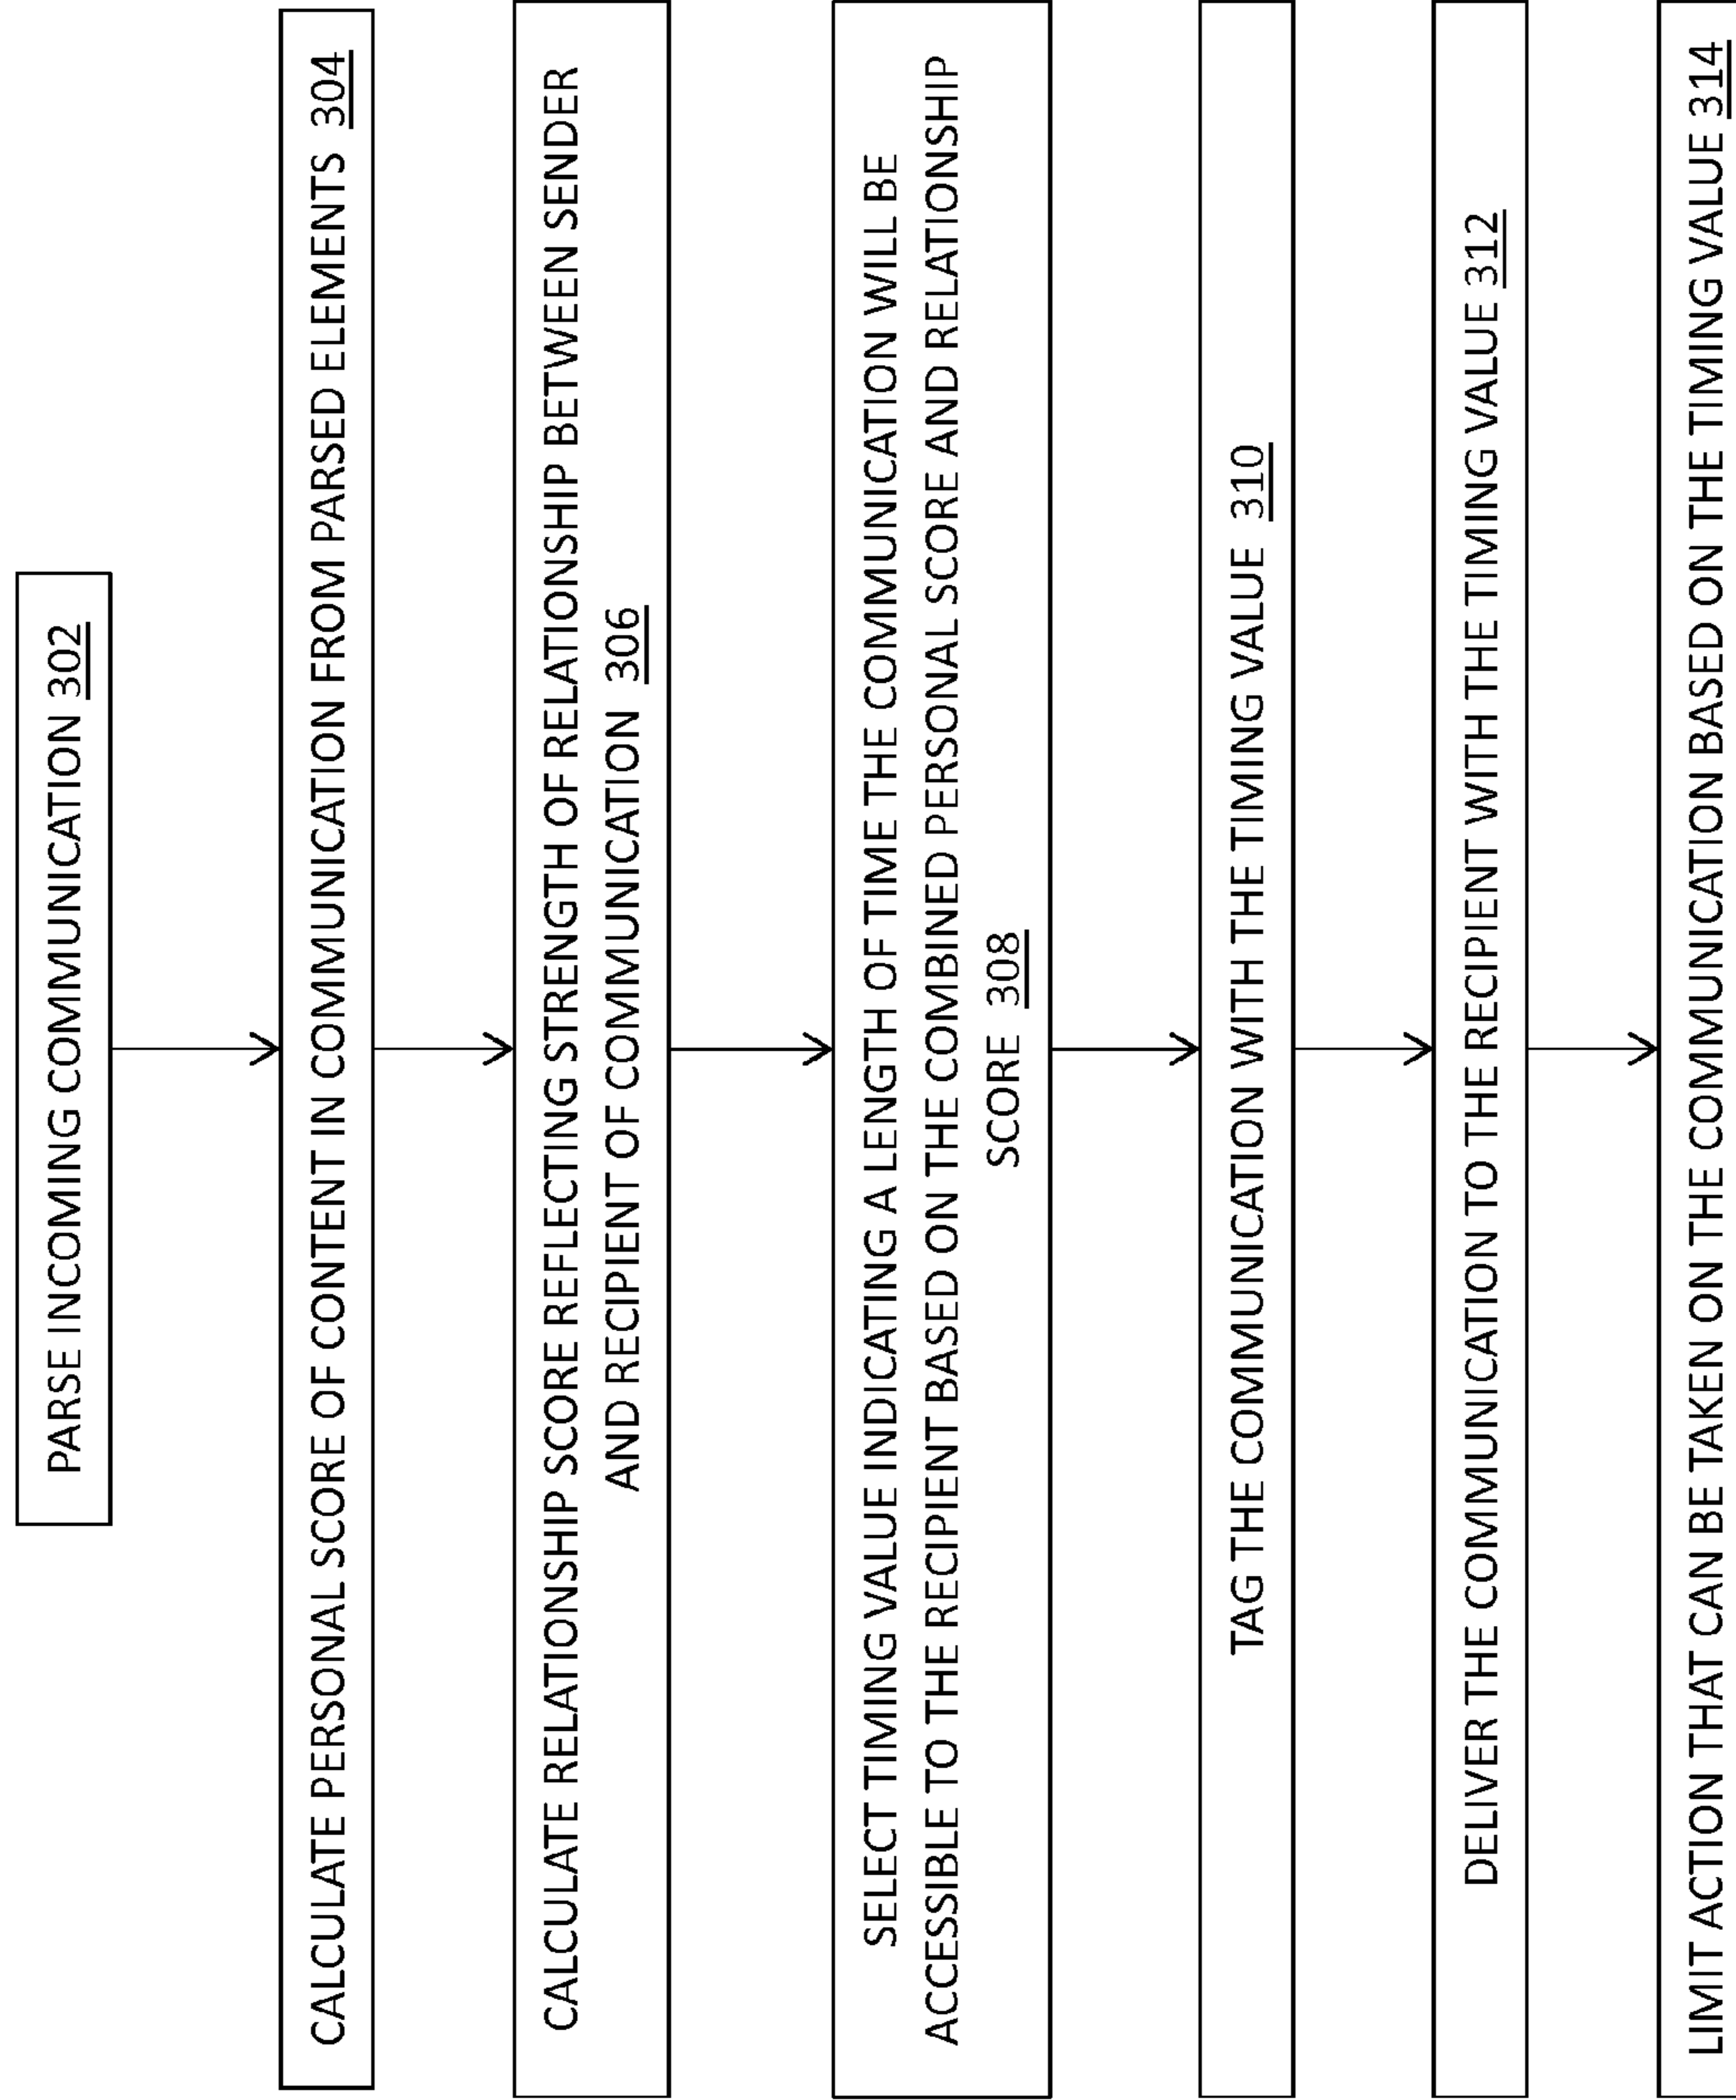 PARSE INCOMING COMMUNICATION 302
CALCULATE PERSONAL SCORE OF CONTENT IN COMMUNICATION FROM PARSED ELEMENTS 304
CALCULATE RELATIONSHIP SCORE REFLECTING STRENGTH OF RELATIONSHIP BETWEEN SENDER
AND RECIPIENT OF COMMUNICATION 306
SELECT TIMING VALUE INDICATING A LENGTH OF TIME THE COMMUNICATION WILL BE
ACCESSIBLE TO THE RECIPIENT BASED ON THE COMBINED PERSONAL SCORE AND RELATIONSHIP
SCORE 308
TAG THE COMMUNICATION WITH THE TIMING VALUE 310
DELIVER THE COMMUNICATION TO THE RECIPIENT WITH THE TIMING VALUE 312
LIMIT ACTION THAT CAN BE TAKEN ON THE COMMUNICATION BASED ON THE TIMING VALUE 314